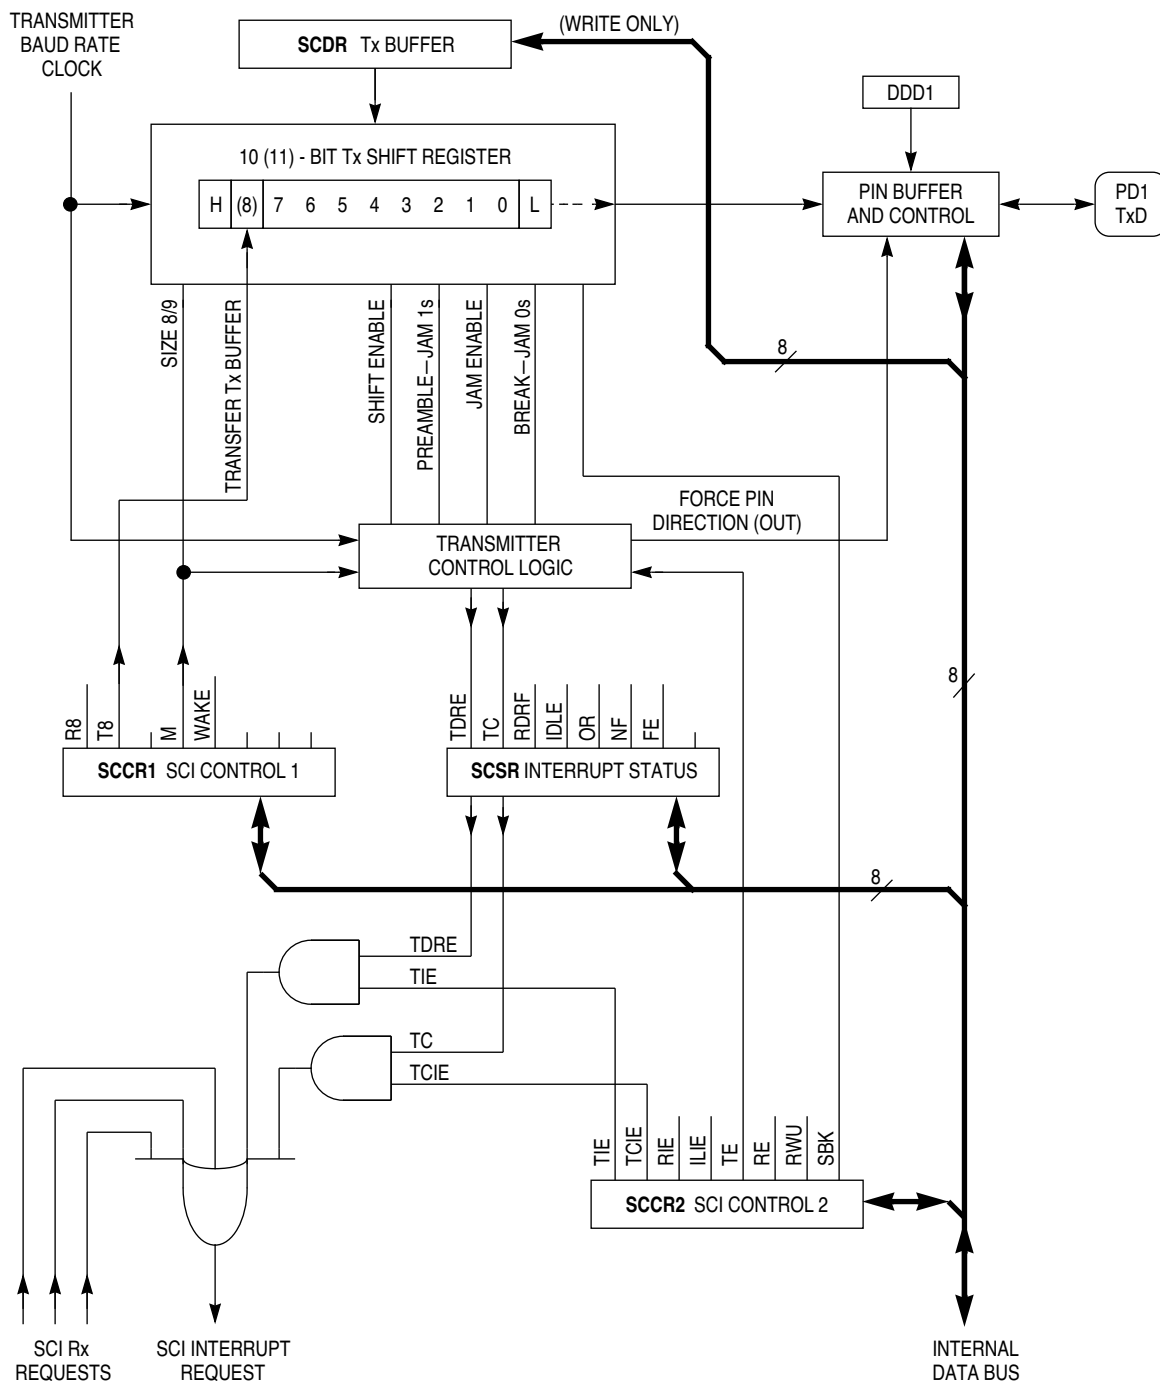 TRANSMITTER
BAUD RATE
CLOCK
SCDR Tx BUFFER
(WRITE ONLY)
DDD1
10 (11) - BIT Tx SHIFT REGISTER
H (8) 7 6 5 4 3 2 1 0 L
PIN BUFFER
AND CONTROL
PD1
TxD
SIZE 8/9
TRANSFER Tx BUFFER
SHIFT ENABLE
PREAMBLE—JAM 1s
JAM ENABLE
BREAK—JAM 0s
8
FORCE PIN
DIRECTION (OUT)
TRANSMITTER
CONTROL LOGIC
8
R8
T8
M
WAKE
TDRE
TC
RDRF
IDLE
OR
NF
FE
SCCR1 SCI CONTROL 1
SCSR INTERRUPT STATUS
8
TDRE
TIE
TC
TCIE
TIE
TCIE
RIE
ILIE
TE
RE
RWU
SBK
SCCR2 SCI CONTROL 2
SCI Rx
REQUESTS
SCI INTERRUPT
REQUEST
INTERNAL
DATA BUS